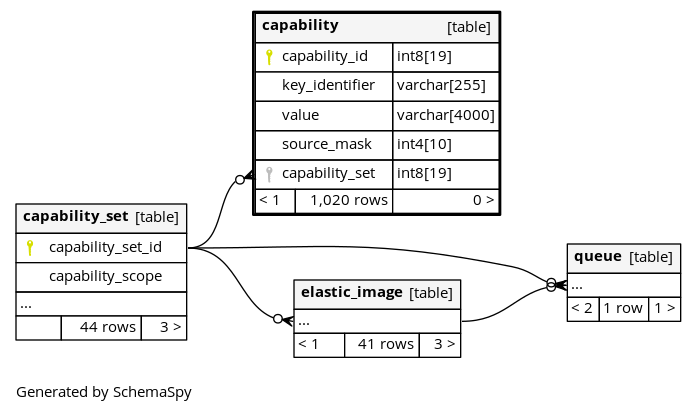 capability [table]
capability_id int8[19]
key_identifier varchar[255]
value varchar[4000]
source_mask int4[10]
capability_set int8[19]
< 1 1,020 rows 0 >
capability_set [table]
capability_set_id
capability_scope
...
44 rows 3 >
elastic_image [table]
...
< 1 41 rows 3 >
queue [table]
...
< 2 1 row 1 >
Generated by SchemaSpy